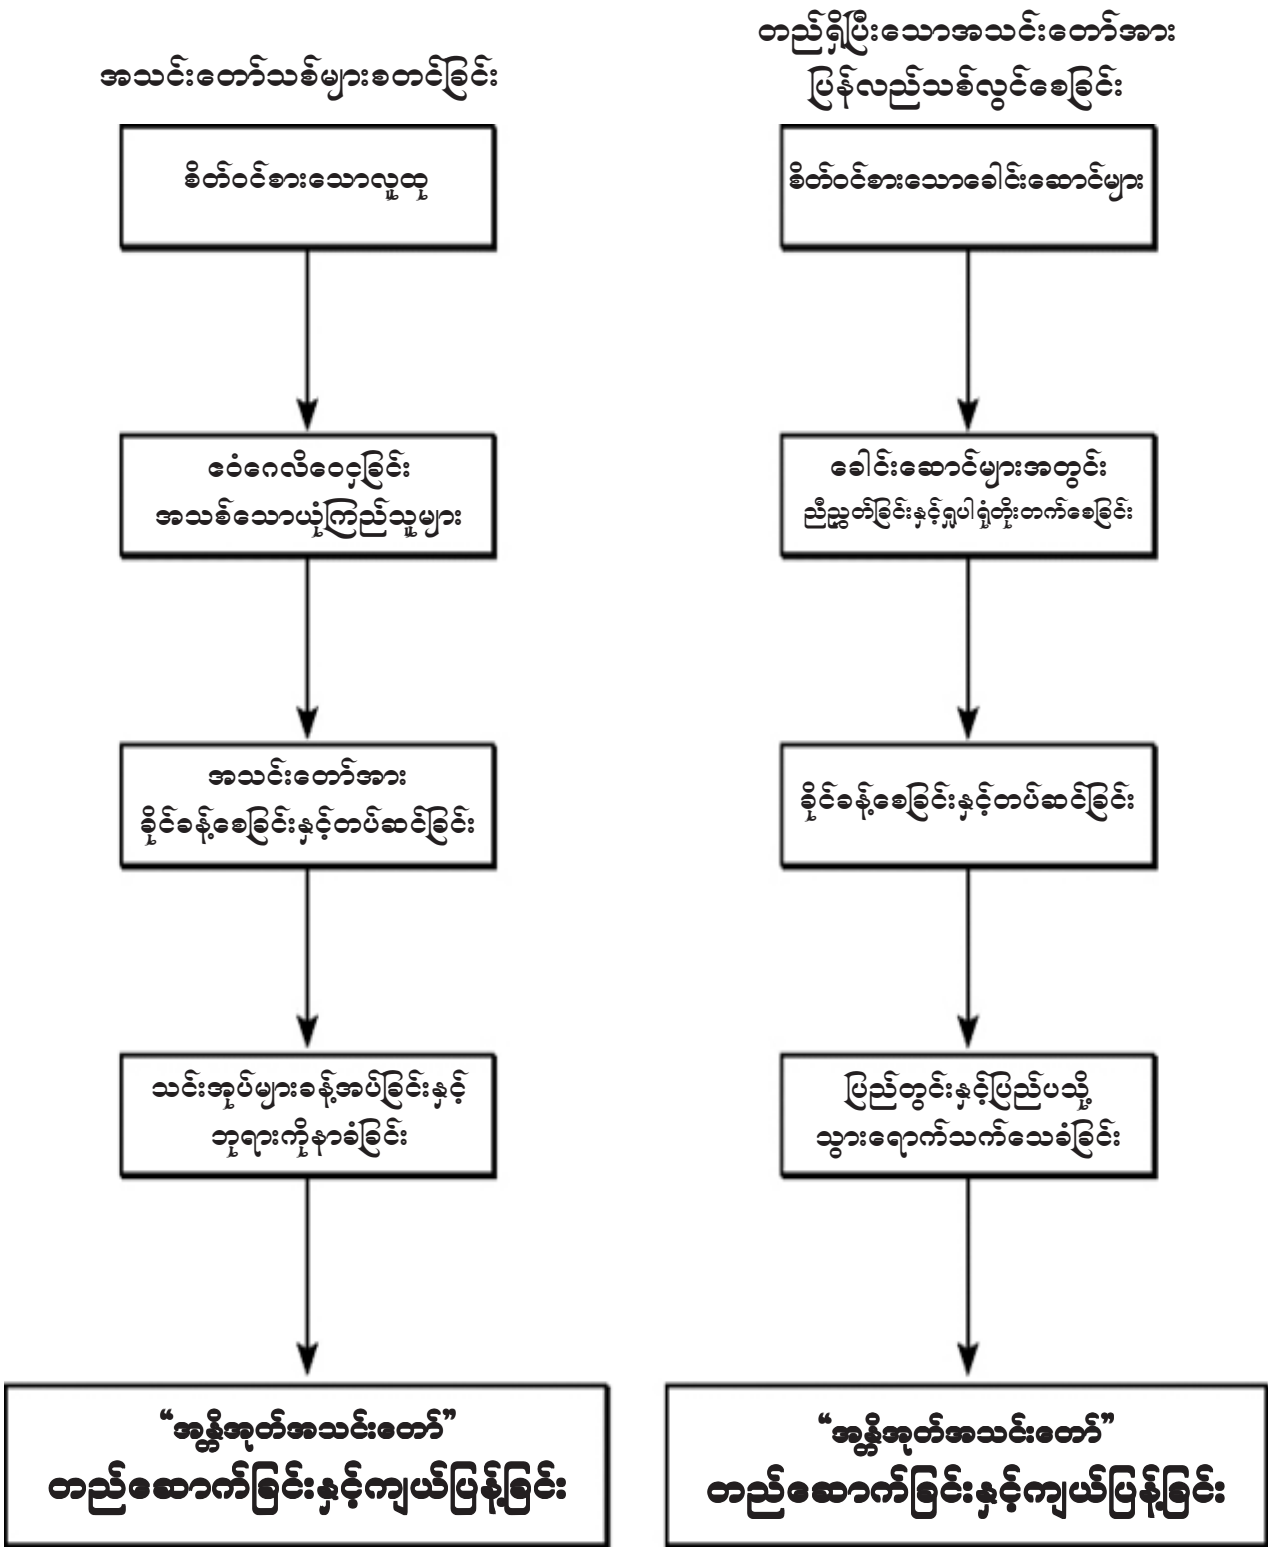 အသင်းတော်သစ်များစတင်ခြင်း
စိတ်ဝင်စားသောလူထု
ဧဝံဂေလိဝေငှခြင်း
အသစ်သောယုံကြည်သူများ
အသင်းတော်အား
ခိုင်ခန့်စေခြင်းနှင့်တပ်ဆင်ခြင်း
သင်းအုပ်များခန့်အပ်ခြင်းနှင့်
ဘုရားကိုနာခံခြင်း
“အန္တိအုတ်အသင်းတော်”
တည်ဆောက်ခြင်းနှင့်ကျယ်ပြန့်ခြင်း
တည်ရှိပြီးသောအသင်းတော်အား
ပြန်လည်သစ်လွင်စေခြင်း
စိတ်ဝင်စားသောခေါင်းဆောင်များ
ခေါင်းဆောင်များအတွင်း
ညီညွတ်ခြင်းနှင့်ရူပါရုံတိုးတက်စေခြင်း
ခိုင်ခန့်စေခြင်းနှင့်တပ်ဆင်ခြင်း
ပြည်တွင်းနှင့်ပြည်ပသို့
သွားရောက်သက်သေခံခြင်း
“အန္တိအုတ်အသင်းတော်”
တည်ဆောက်ခြင်းနှင့်ကျယ်ပြန့်ခြင်း